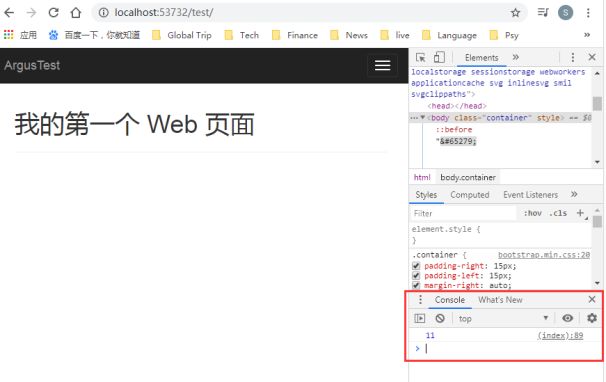 localhost:53732/test/
S
应用
百度一下，你就知道
Global Trip
Tech
Finance
News
live
Language
Psy
»
ArgusTest
我的第一个 Web 页面
Elements
»
localstorage sessionstorage webworkers
applicationcache svg inlinesvg smil
svgclippaths">
<head></head>
<body class="container" style> == $0
::before
"&#65279;
html body.container
Styles Computed Event Listeners »
Filter :hov .cls +
element.style {
}
.container { bootstrap.min.css:20
padding-right: 15px;
padding-left: 15px;
margin-right: auto;
Console What's New
top
11 (index):89
>